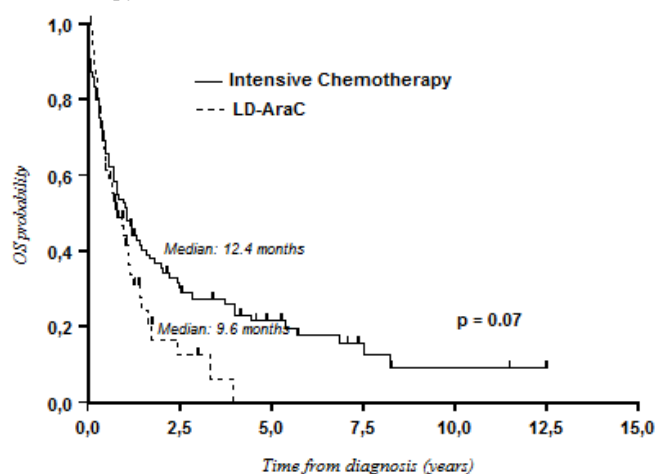 1,0
0,8
0,6
0,4
0,2
0,0
OS probability
Intensive Chemotherapy
LD-AraC
Median: 12.4 months
Median: 9.6 months
p = 0.07
0,0 2,5 5,0 7,5 10,0 12,5 15,0
Time from diagnosis (years)